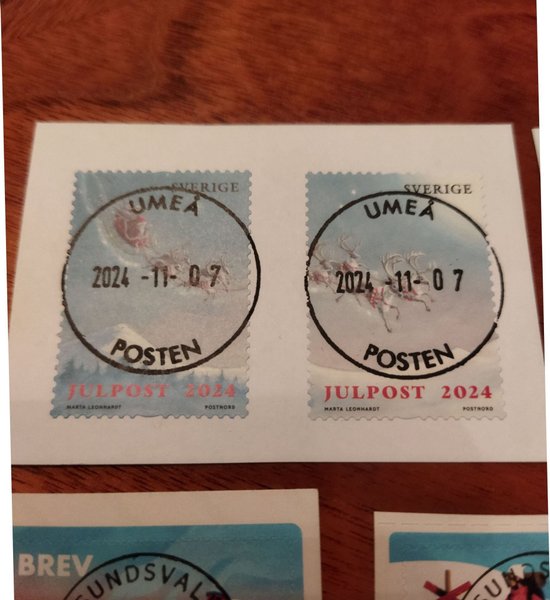 SVERIGE
UMEÅ
2024 -11- 07
POSTEN
JULPOST 2024
MARTA LEONHARDT POSTNORD
SVERIGE
UMEÅ
2024 -11- 07
POSTEN
JULPOST 2024
MARTA LEONHARDT POSTNORD
BREV
SUNDSVAL